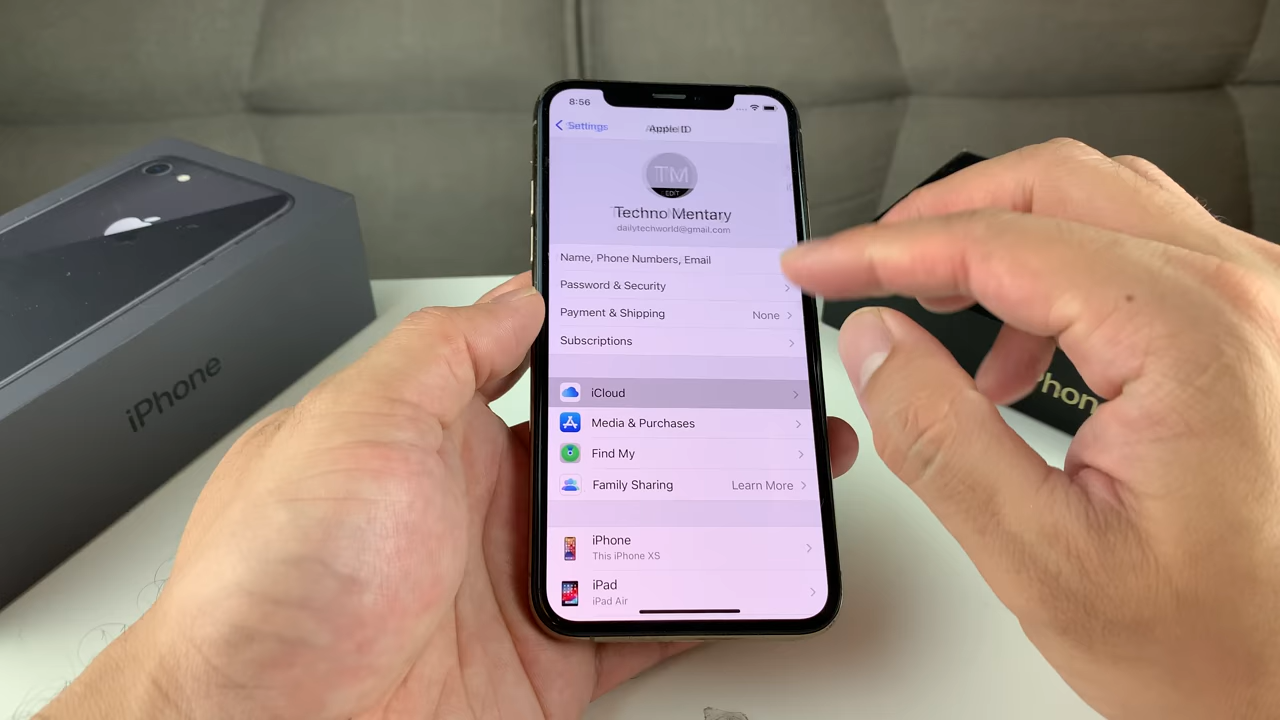 8:56
Settings
Apple ID
TM
EDIT
Techno Mentary
dailytechworld@gmail.com
Name, Phone Numbers, Email
Password & Security
Payment & Shipping None
Subscriptions
iCloud
Media & Purchases
Find My
Family Sharing Learn More
iPhone
This iPhone XS
iPad
iPad Air
iPhone